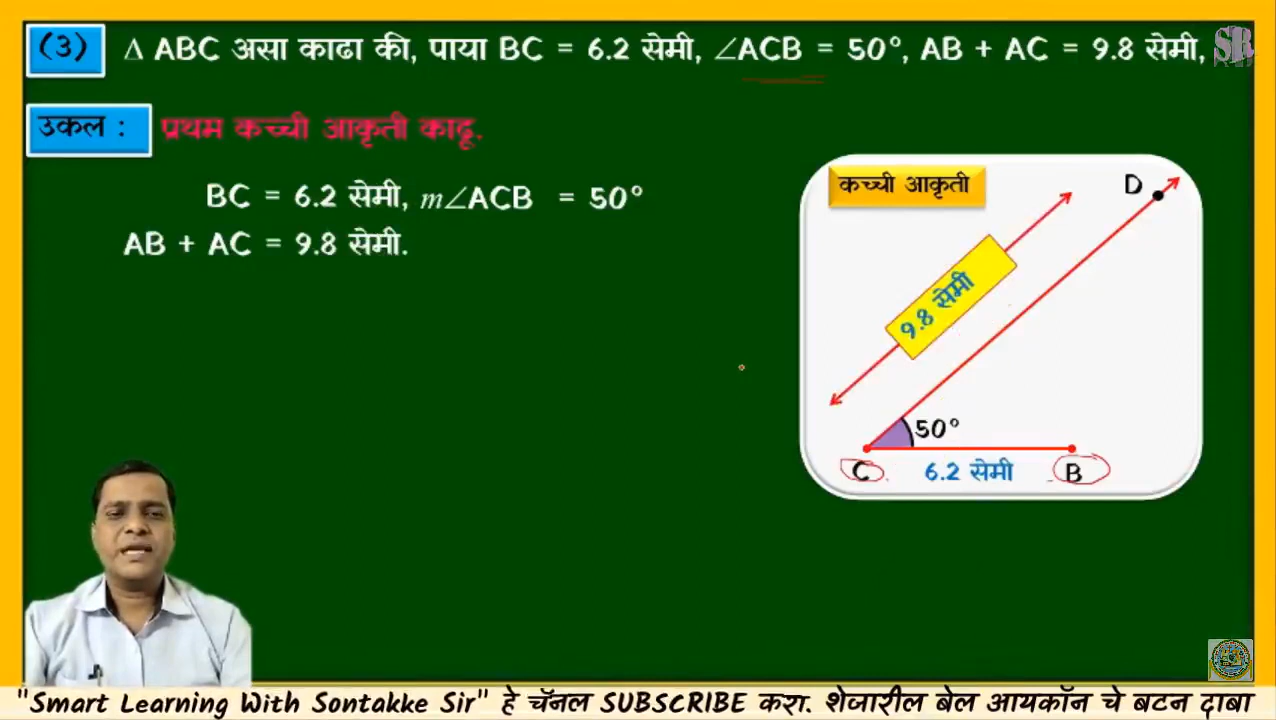 (3) Δ ABC असा काढा की, पाया BC = 6.2 सेमी, ∠ACB = 50°, AB + AC = 9.8 सेमी,
SR
उकल : प्रथम कच्ची आकृती काढू.
BC = 6.2 सेमी, m∠ACB = 50°
AB + AC = 9.8 सेमी.
कच्ची आकृती
D
9.8 सेमी
50°
C 6.2 सेमी B
"Smart Learning With Sontakke Sir" हे चॅनल SUBSCRIBE करा. शेजारील बेल आयकॉन चे बटन दाबा